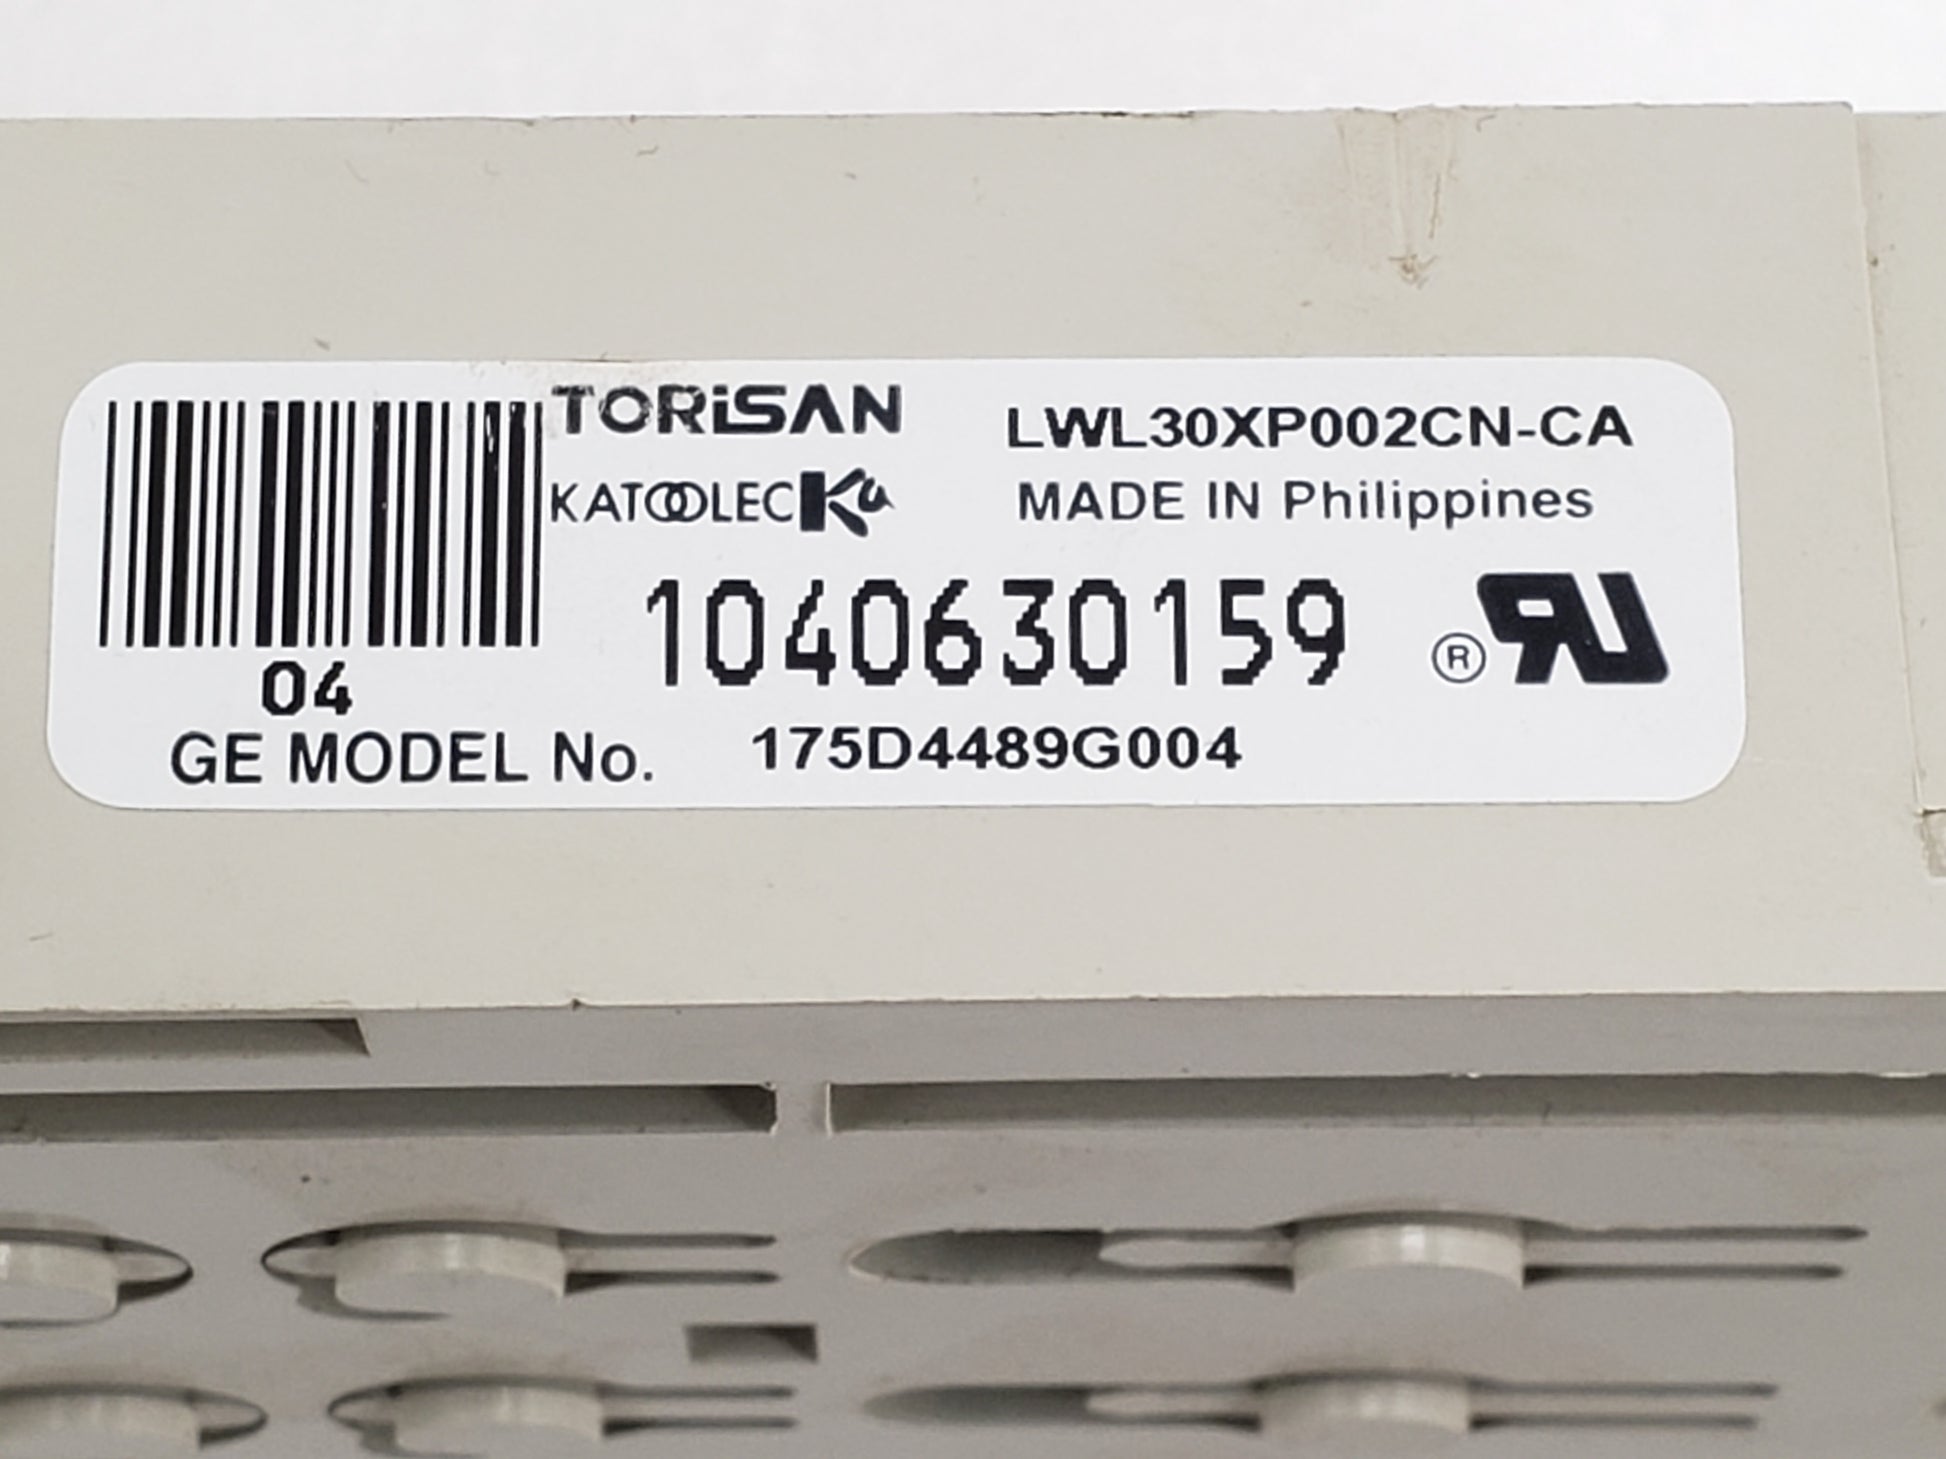 TORiSAN LWL30XP002CN-CA
KATOOLEC MADE IN Philippines
1040630159 ®
04
GE MODEL No. 175D4489G004